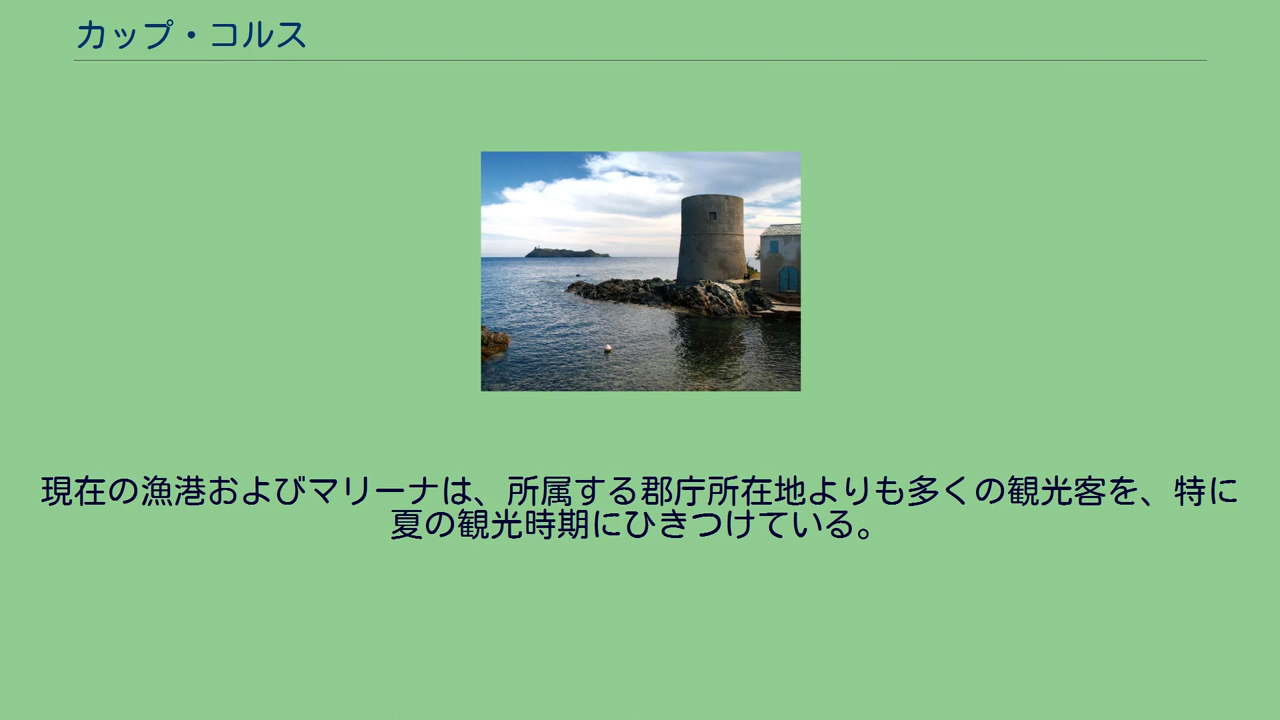 カップ・コルス
現在の漁港およびマリーナは、所属する郡庁所在地よりも多くの観光客を、特に
夏の観光時期にひきつけている。